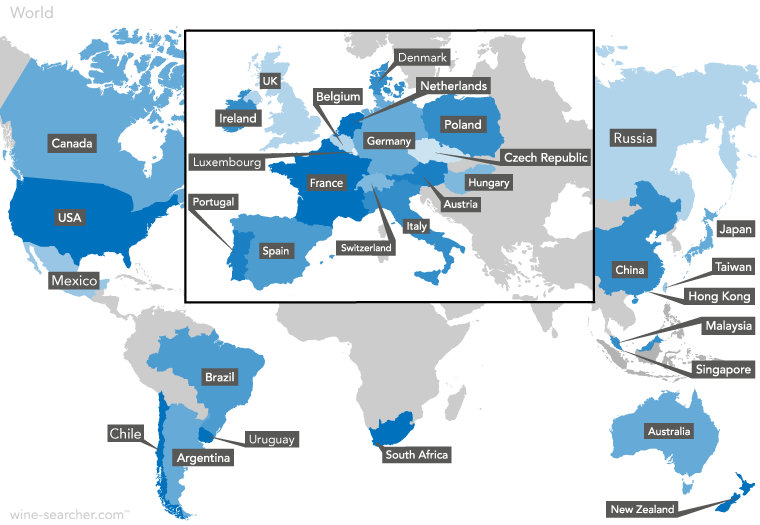 World
Denmark
UK
Netherlands
Belgium
Ireland
Poland
Canada
Germany
Russia
Luxembourg
Czech Republic
France
Hungary
Portugal
Austria
USA
Italy
Japan
Spain
Switzerland
Taiwan
China
Mexico
Hong Kong
Malaysia
Singapore
Brazil
Chile
Uruguay
Australia
Argentina
South Africa
New Zealand
wine-searcher.com™